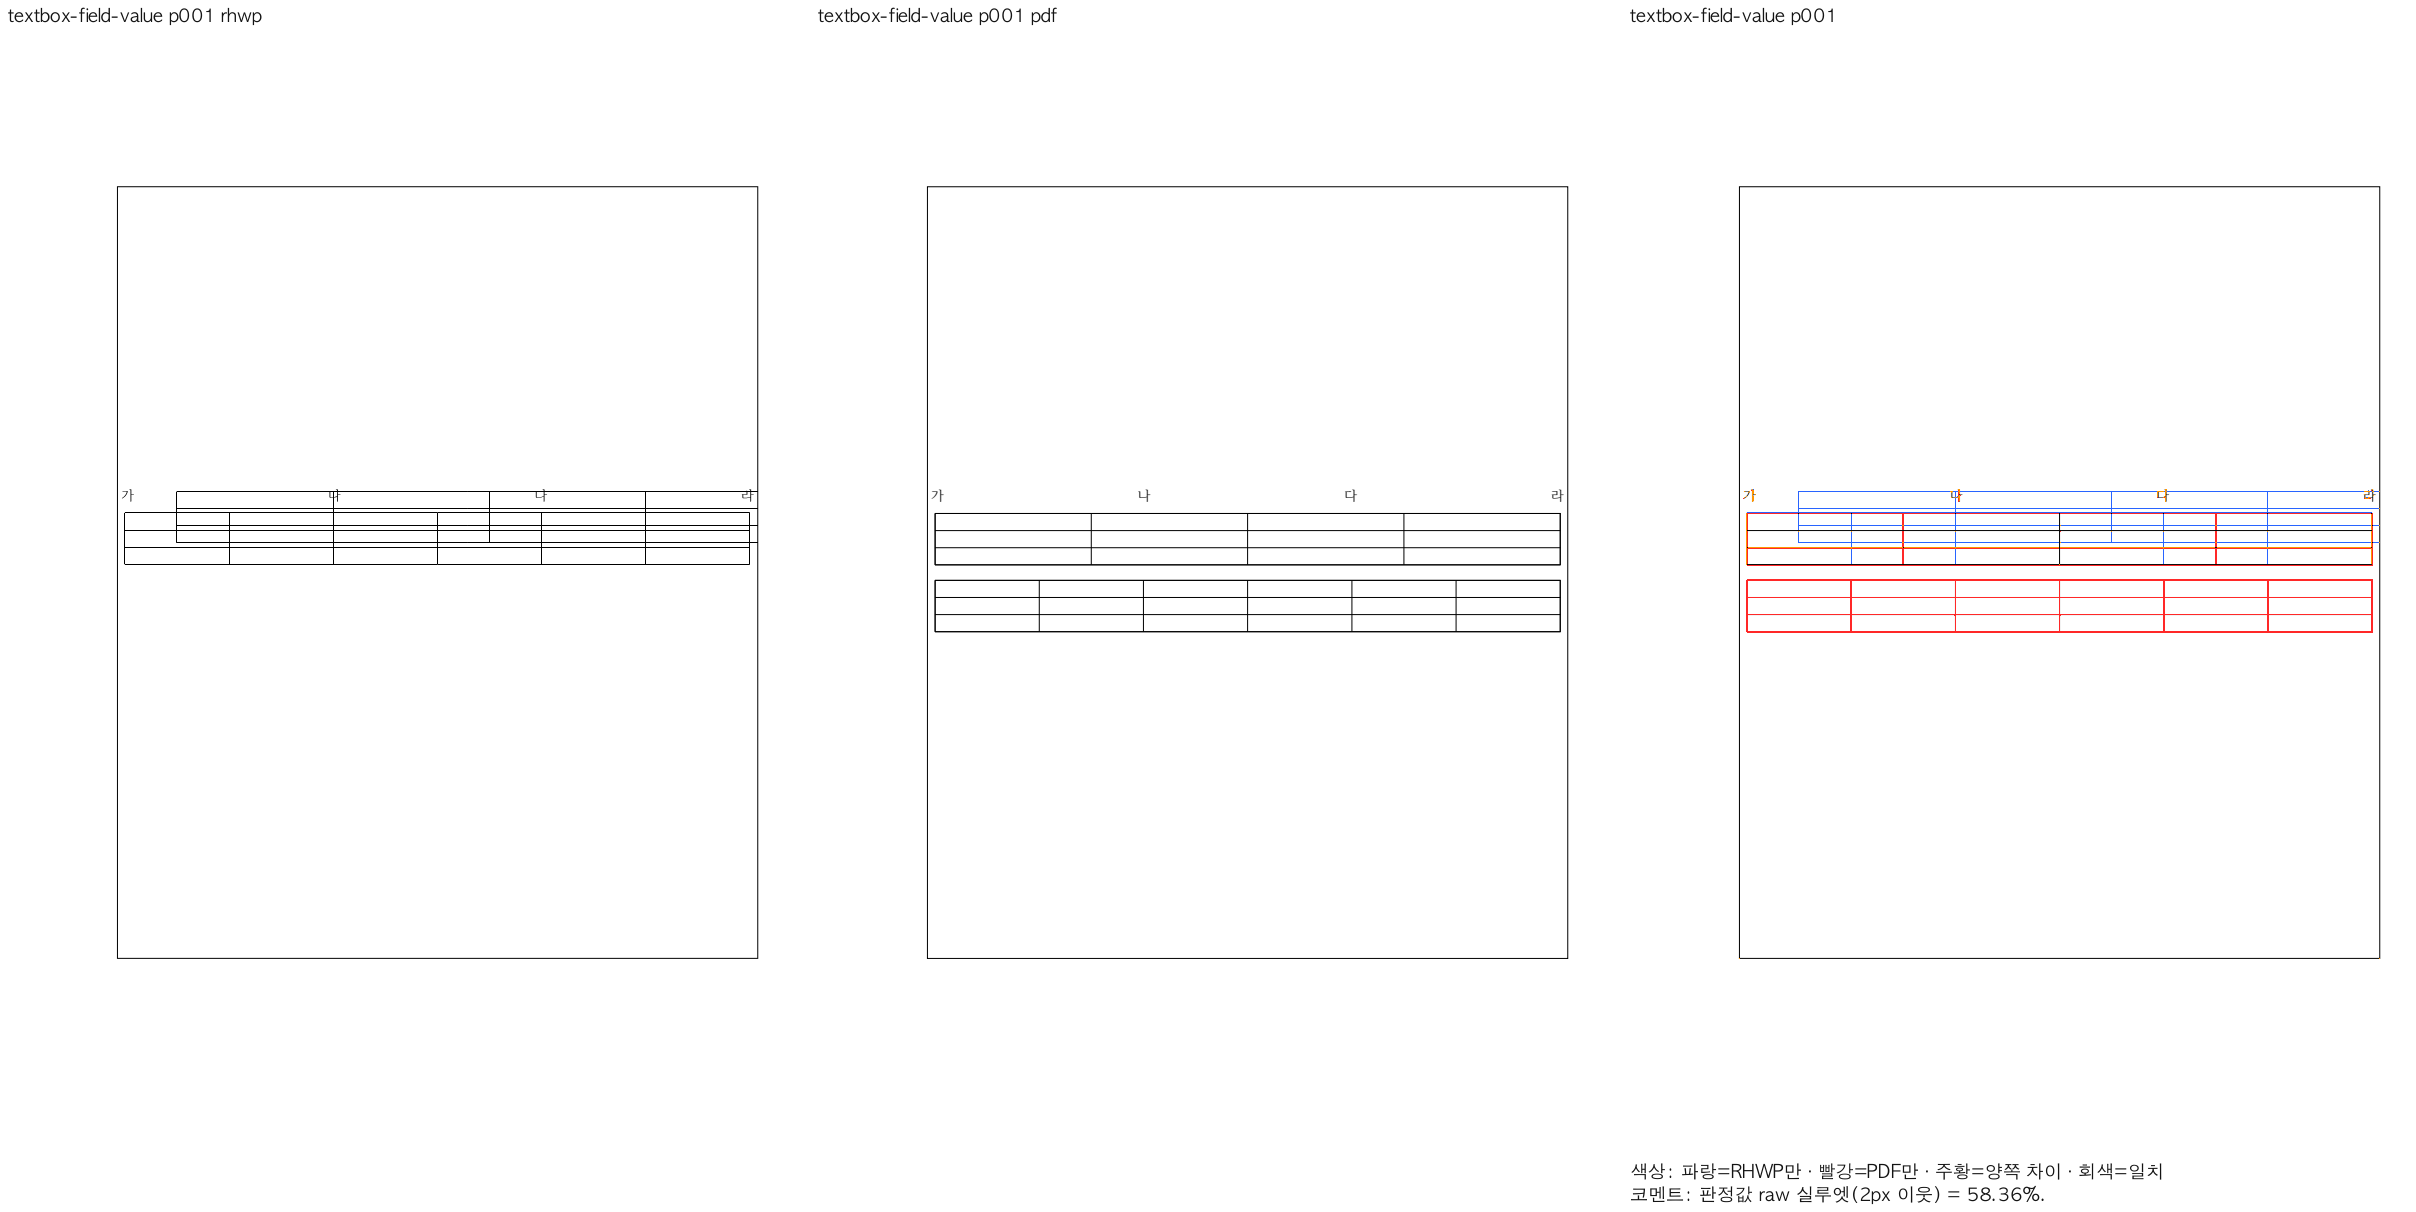 textbox-field-value p001 rhwp
textbox-field-value p001 pdf
textbox-field-value p001
가 나 다 라
가 나 다 라
가 라
색상: 파랑=RHWP만 · 빨강=PDF만 · 주황=양쪽 차이 · 회색=일치
코멘트: 판정값 raw 실루엣(2px 이웃) = 58.36%.